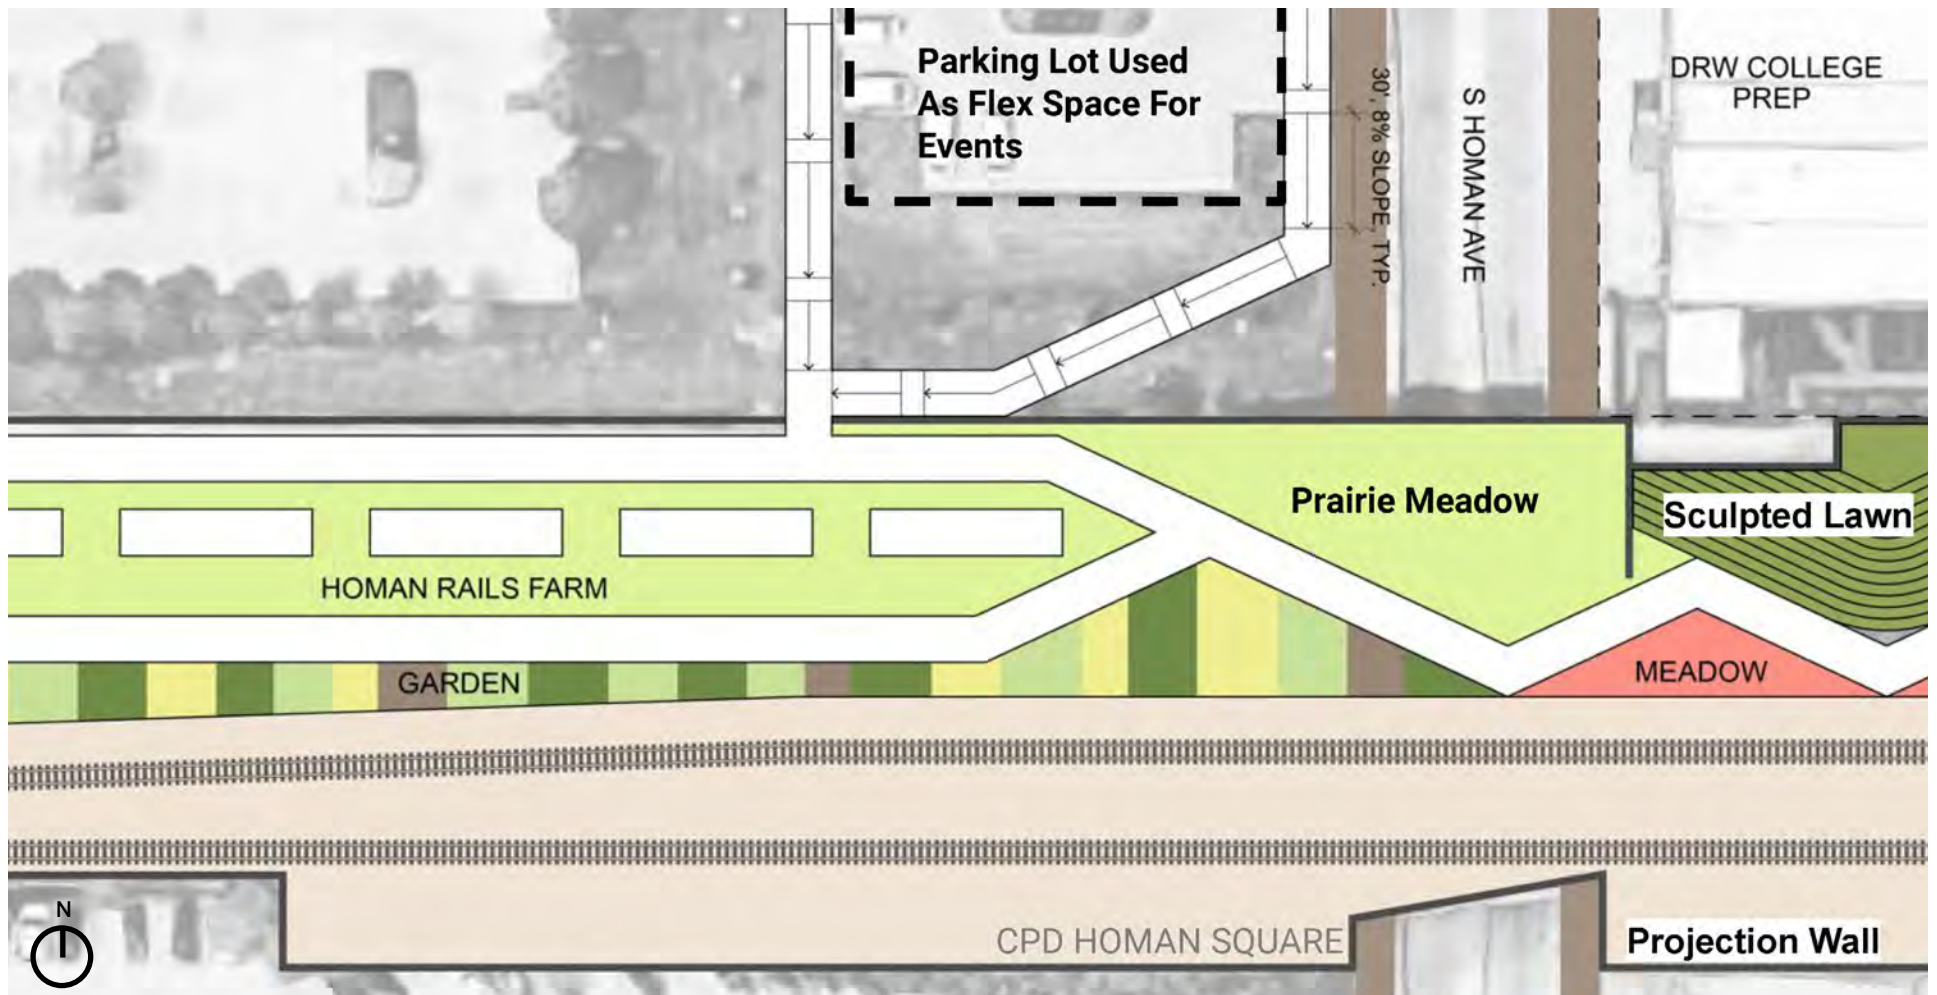 Parking Lot Used
As Flex Space For
Events
30', 8% SLOPE, TYP.
S HOMAN AVE
DRW COLLEGE
PREP
Prairie Meadow
Sculpted Lawn
HOMAN RAILS FARM
GARDEN
MEADOW
N
CPD HOMAN SQUARE
Projection Wall